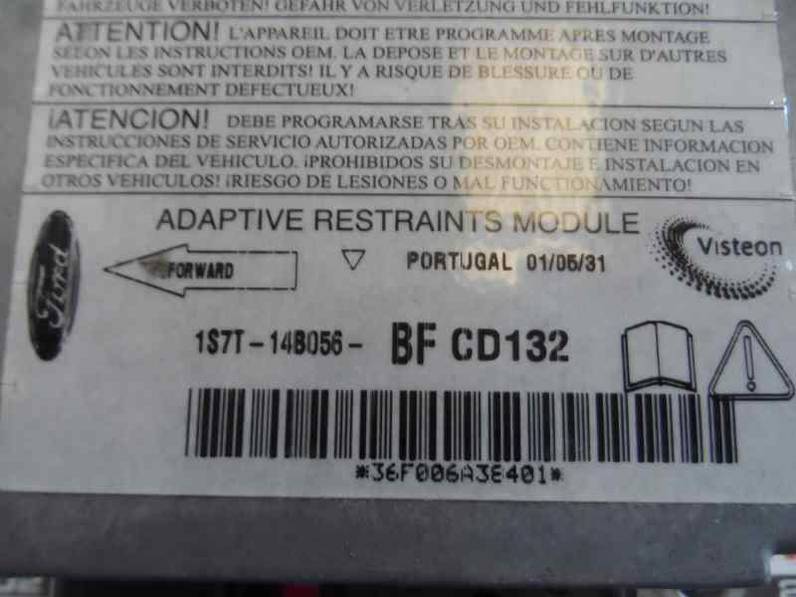 FAHRZEUGE VERBOTEN! GEFAHR VON VERLETZUNG UND FEHLFUNKTION!
ATTENTION! L'APPAREIL DOIT ETRE PROGRAMME APRES MONTAGE
SELON LES INSTRUCTIONS OEM. LA DEPOSE ET LE MONTAGE SUR D'AUTRES
VEHICULES SONT INTERDITS! IL Y A RISQUE DE BLESSURE OU DE
FONCTIONNEMENT DEFECTUEUX!
¡ATENCION! DEBE PROGRAMARSE TRAS SU INSTALACION SEGUN LAS
INSTRUCCIONES DE SERVICIO AUTORIZADAS POR OEM. CONTIENE INFORMACION
ESPECIFICA DEL VEHICULO. ¡PROHIBIDOS SU DESMONTAJE E INSTALACION EN
OTROS VEHICULOS! ¡RIESGO DE LESIONES O MAL FUNCTIONAMIENTO!
ADAPTIVE RESTRAINTS MODULE
Ford
FORWARD
PORTUGAL 01/05/31
Visteon
1S7T-14B056- BF CD132
*36F006A3E401*